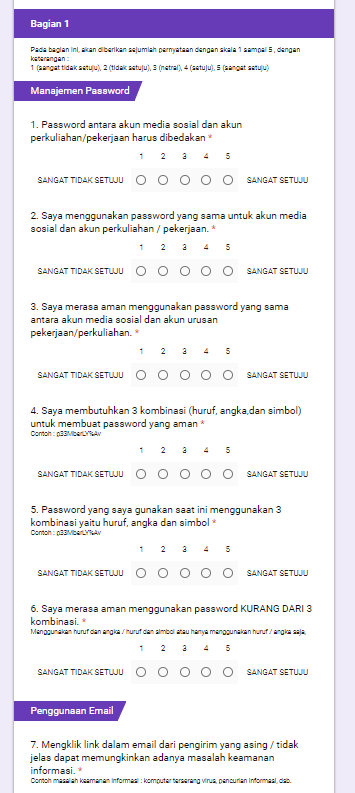 Bagian 1
Pada bagian ini, akan diberikan sejumlah pernyataan dengan skala 1 sampai 5, dengan
keterangan :
1 (sangat tidak setuju), 2 (tidak setuju), 3 (netral), 4 (setuju), 5 (sangat setuju)
Manajemen Password
1. Password antara akun media sosial dan akun
perkuliahan/pekerjaan harus dibedakan *
1 2 3 4 5
SANGAT TIDAK SETUJU SANGAT SETUJU
2. Saya menggunakan password yang sama untuk akun media
sosial dan akun perkuliahan / pekerjaan. *
1 2 3 4 5
SANGAT TIDAK SETUJU SANGAT SETUJU
3. Saya merasa aman menggunakan password yang sama
antara akun media sosial dan akun urusan
pekerjaan/perkuliahan. *
1 2 3 4 5
SANGAT TIDAK SETUJU SANGAT SETUJU
4. Saya membutuhkan 3 kombinasi (huruf, angka,dan simbol)
untuk membuat password yang aman *
Contoh :
1 2 3 4 5
SANGAT TIDAK SETUJU SANGAT SETUJU
5. Password yang saya gunakan saat ini menggunakan 3
kombinasi yaitu huruf, angka dan simbol *
Contoh :
1 2 3 4 5
SANGAT TIDAK SETUJU SANGAT SETUJU
6. Saya merasa aman menggunakan password KURANG DARI 3
kombinasi. *
Menggunakan huruf dan angka / huruf dan simbol atau hanya menggunakan huruf / angka saja.
1 2 3 4 5
SANGAT TIDAK SETUJU SANGAT SETUJU
Penggunaan Email
7. Mengklik link dalam email dari pengirim yang asing / tidak
jelas dapat memungkinkan adanya masalah keamanan
informasi. *
Contoh masalah keamanan informasi : komputer terserang virus, pencurian informasi, dsb.